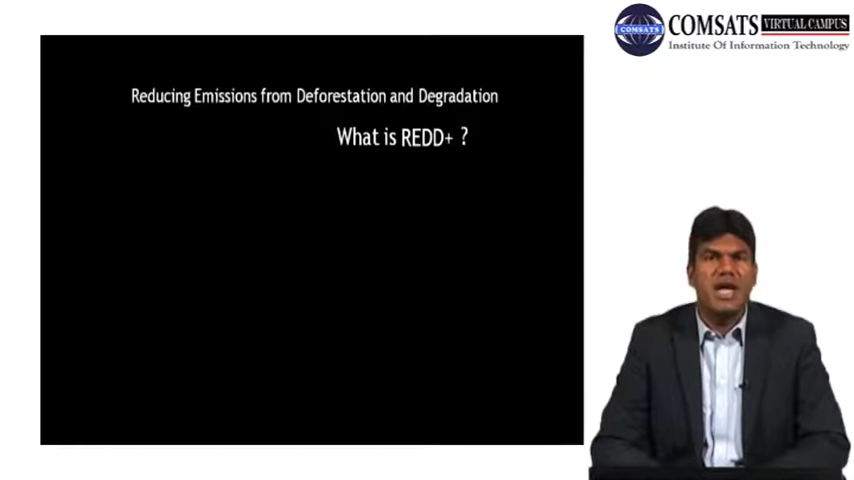 COMSATS VIRTUAL CAMPUS
Institute Of Information Technology
COMSATS
Reducing Emissions from Deforestation and Degradation
What is REDD+ ?